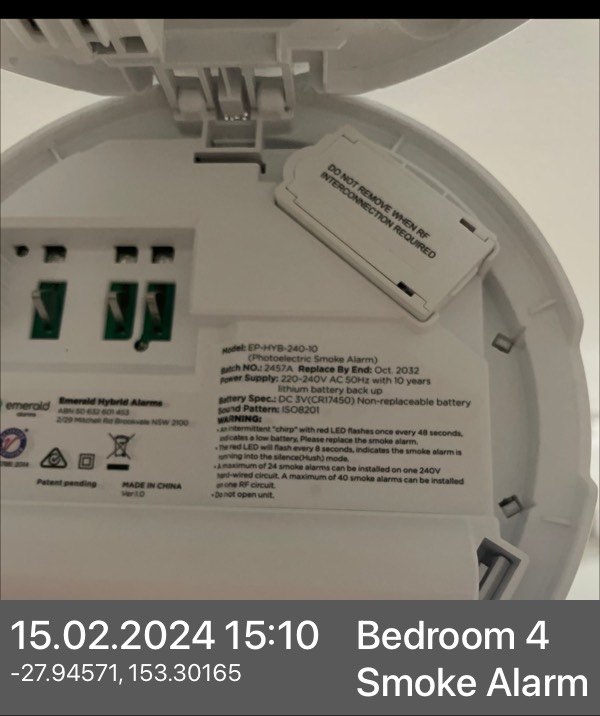 DO NOT REMOVE WHEN RF
INTERCONNECTION REQUIRED
Model: EP-HYB-240-10
(Photoelectric Smoke Alarm)
Batch NO.: 2457A Replace By End: Oct. 2032
Power Supply: 220-240V AC 50Hz with 10 years
lithium battery back up
Battery Spec.: DC 3V(CR17450) Non-replaceable battery
Sound Pattern: ISO8201
WARNING:
- An intermittent "chirp" with red LED flashes once every 48 seconds,
indicates a low battery, Please replace the smoke alarm.
- The red LED will flash every 8 seconds, indicates the smoke alarm is
running into the silence(Hush) mode.
- A maximum of 24 smoke alarms can be installed on one 240V
hard-wired circuit. A maximum of 40 smoke alarms can be installed
on one RF circuit.
- Do not open unit.
emerald
alarms
Emerald Hybrid Alarms
ABN 50 632 601 453
2/29 Mitchell Rd Brookvale NSW 2100
Patent pending
MADE IN CHINA
Ver:1.0
15.02.2024 15:10
-27.94571, 153.30165
Bedroom 4
Smoke Alarm